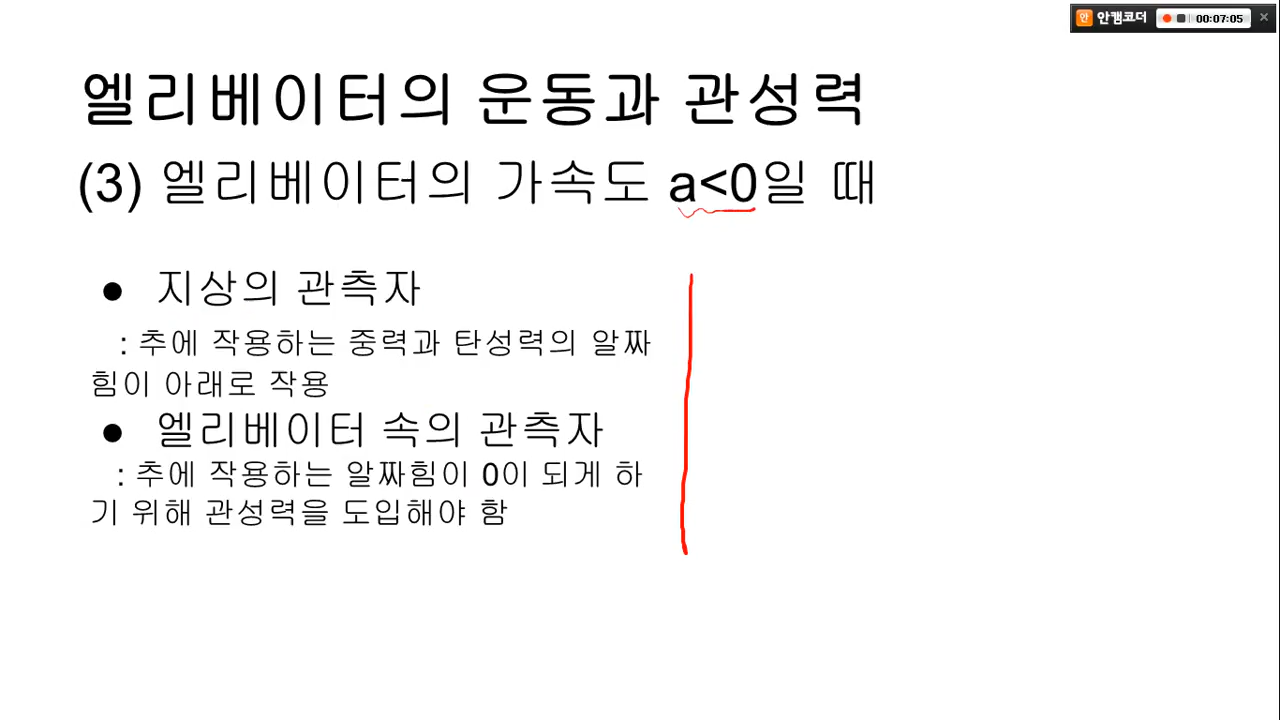 안캠코더
00:07:05
엘리베이터의 운동과 관성력
(3) 엘리베이터의 가속도 a<0일 때
● 지상의 관측자
: 추에 작용하는 중력과 탄성력의 알짜
힘이 아래로 작용
● 엘리베이터 속의 관측자
: 추에 작용하는 알짜힘이 0이 되게 하
기 위해 관성력을 도입해야 함